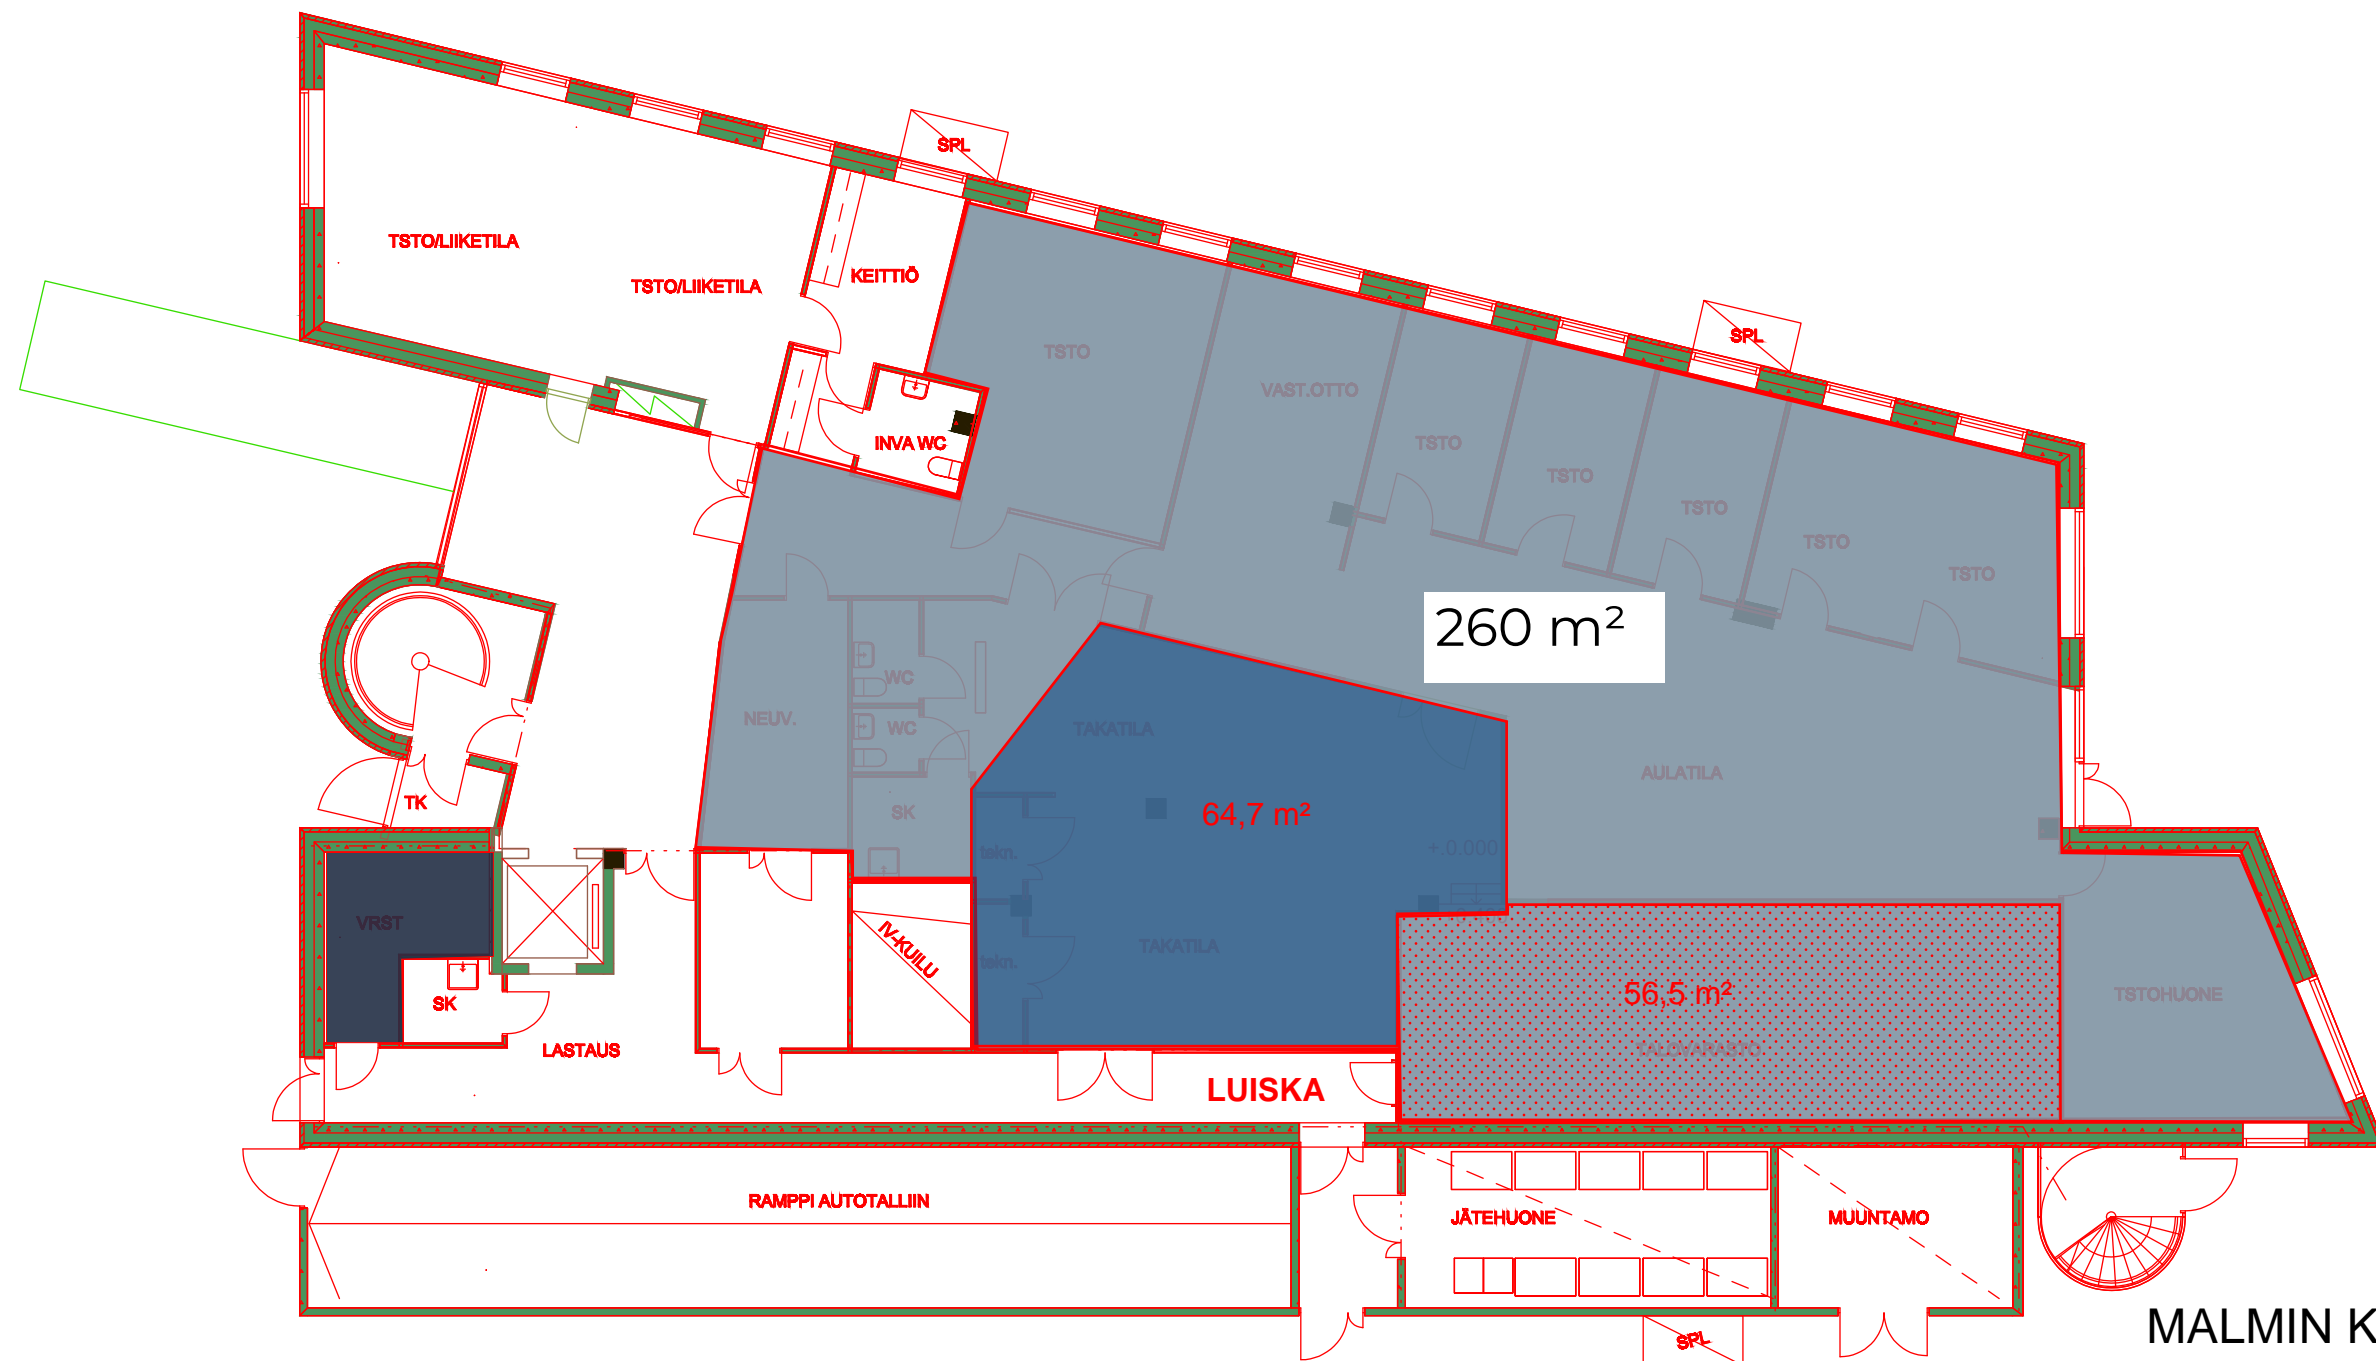 SPL
TSTO/LIIKETILA
TSTO/LIIKETILA
KEITTIÖ
SPL
TSTO
VAST.OTTO
INVA WC
TSTO
TSTO
TSTO
TSTO
TSTO
260 m²
WC
NEUV.
WC
TAKATILA
AULATILA
TK
SK
64,7 m²
tekn.
+ 0.000
VRST
IV-KUILU
TAKATILA
tekn.
SK
56,5 m²
TSTOHUONE
LASTAUS
TALOVARASTO
LUISKA
RAMPPI AUTOTALLIIN
JÄTEHUONE
MUUNTAMO
SPL
MALMIN K